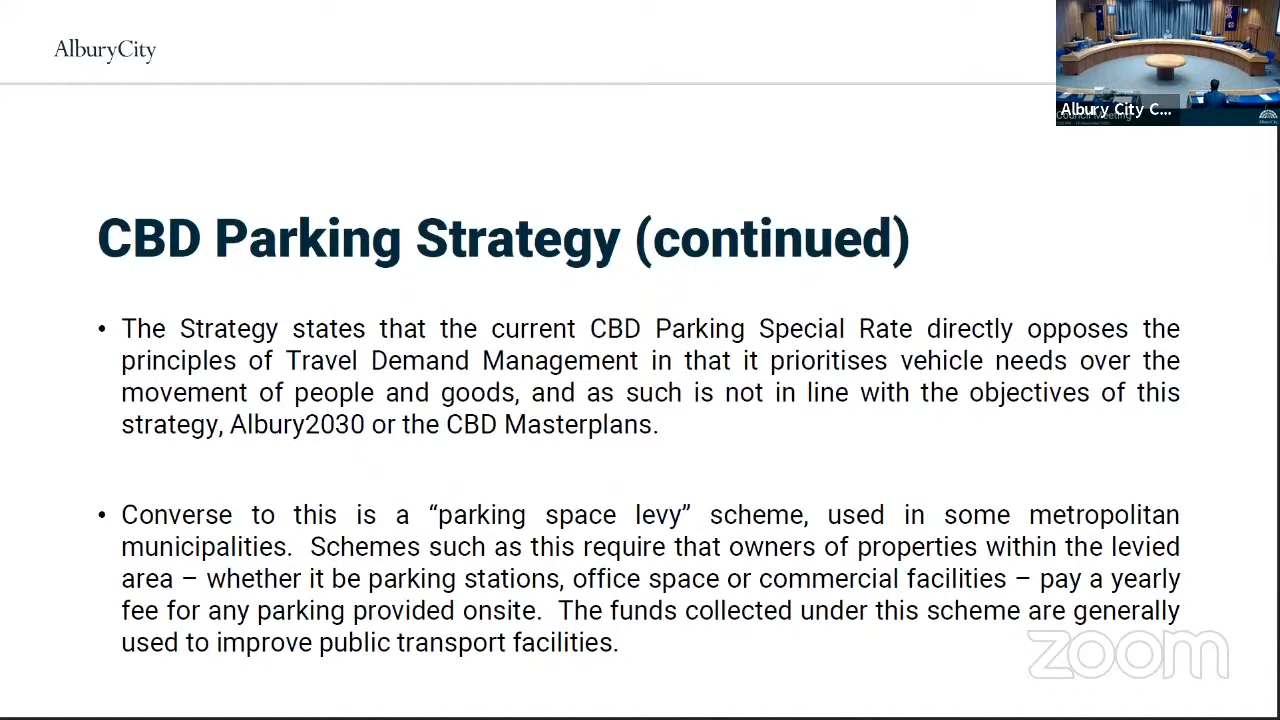 AlburyCity
Albury City C...
Council Meeting
CBD Parking Strategy (continued)
• The Strategy states that the current CBD Parking Special Rate directly opposes the
principles of Travel Demand Management in that it prioritises vehicle needs over the
movement of people and goods, and as such is not in line with the objectives of this
strategy, Albury2030 or the CBD Masterplans.
• Converse to this is a “parking space levy” scheme, used in some metropolitan
municipalities. Schemes such as this require that owners of properties within the levied
area – whether it be parking stations, office space or commercial facilities – pay a yearly
fee for any parking provided onsite. The funds collected under this scheme are generally
used to improve public transport facilities.
zoom